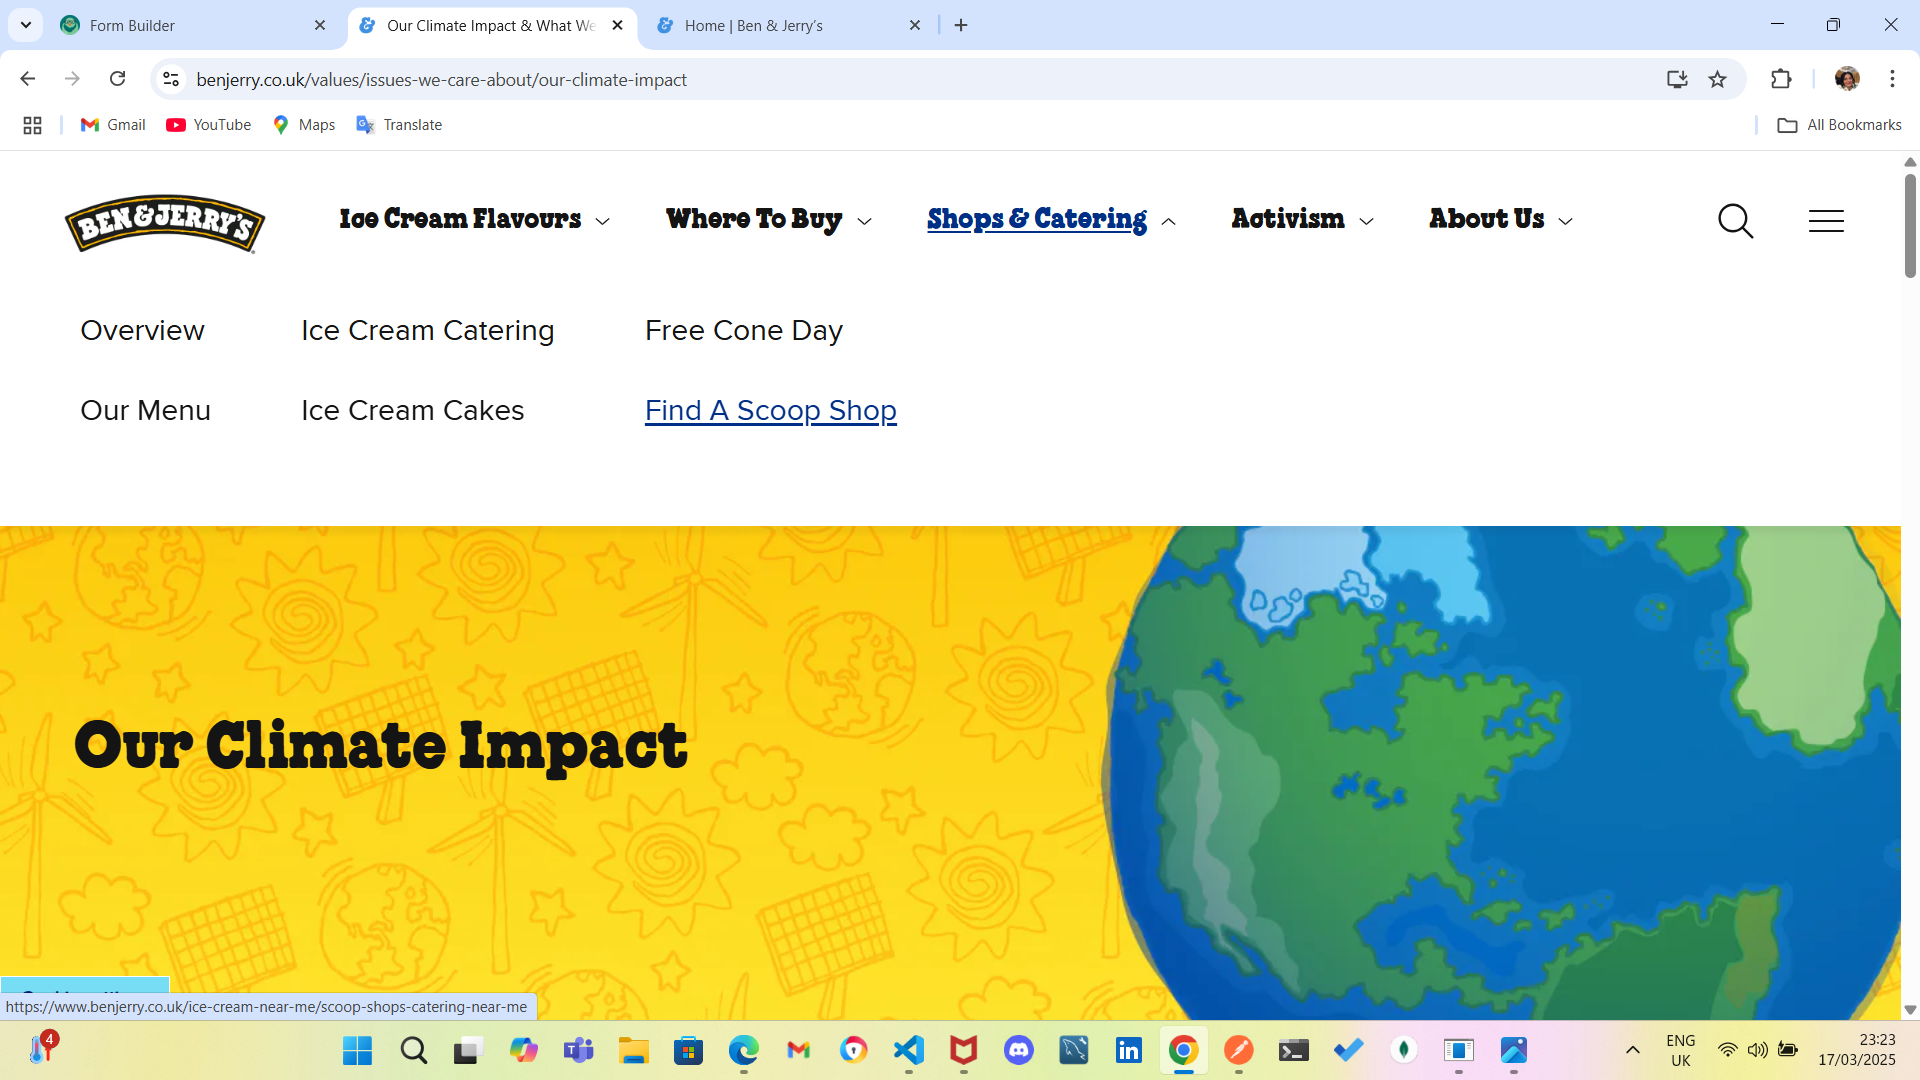 Form Builder
Our Climate Impact & What We
Home | Ben & Jerry's
benjerry.co.uk/values/issues-we-care-about/our-climate-impact
Gmail
YouTube
Maps
Translate
All Bookmarks
BEN&JERRY'S
Ice Cream Flavours
Where To Buy
Shops & Catering
Activism
About Us
Overview
Ice Cream Catering
Free Cone Day
Our Menu
Ice Cream Cakes
Find A Scoop Shop
Our Climate Impact
https://www.benjerry.co.uk/ice-cream-near-me/scoop-shops-catering-near-me
4
ENG
UK
23:23
17/03/2025